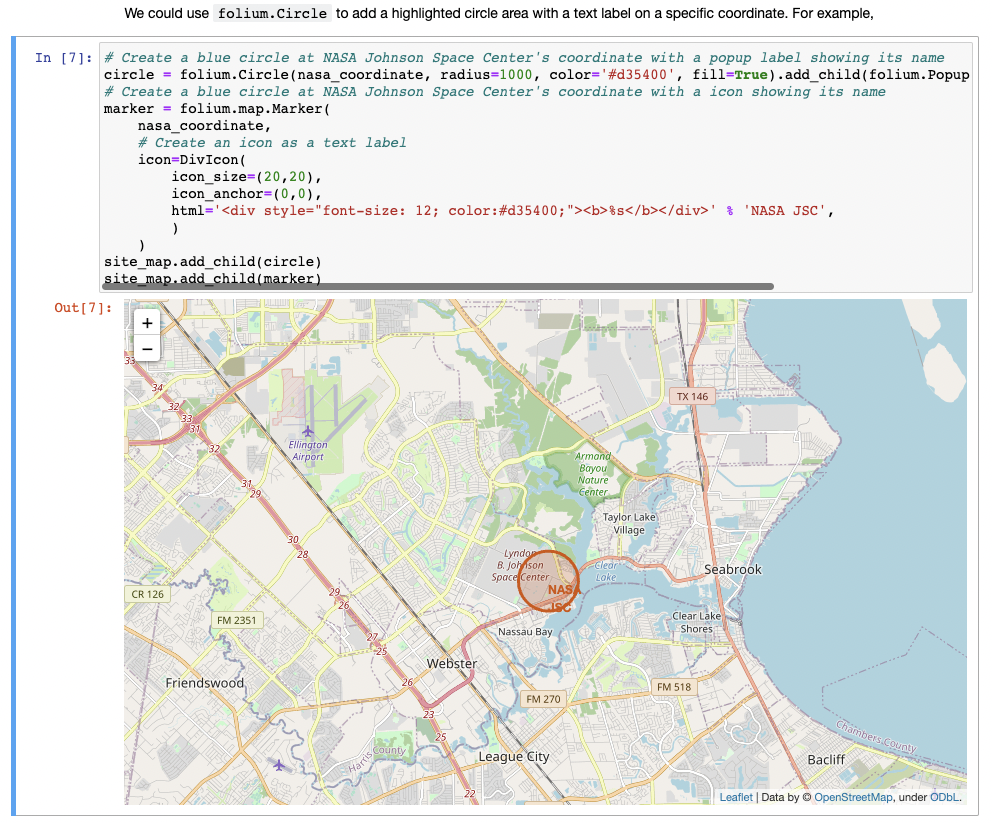 We could use folium.Circle to add a highlighted circle area with a text label on a specific coordinate. For example,
In [7]:
# Create a blue circle at NASA Johnson Space Center's coordinate with a popup label showing its name
circle = folium.Circle(nasa_coordinate, radius=1000, color='#d35400', fill=True).add_child(folium.Popup
# Create a blue circle at NASA Johnson Space Center's coordinate with a icon showing its name
marker = folium.map.Marker(
    nasa_coordinate,
    # Create an icon as a text label
    icon=DivIcon(
        icon_size=(20,20),
        icon_anchor=(0,0),
        html='<div style="font-size: 12; color:#d35400;"><b>%s</b></div>' % 'NASA JSC',
        )
    )
site_map.add_child(circle)
site_map.add_child(marker)
Out[7]:
+
−
33
34
32
33
31
32
TX 146
Ellington
Airport
Armand
Bayou
Nature
Center
31
29
Taylor Lake
Village
30
28
Lyndon
B. Johnson
Space Center
Clear
Lake
Seabrook
NASA
JSC
CR 126
29
26
FM 2351
Clear Lake
Shores
27
25
Nassau Bay
Webster
Friendswood
26
FM 270
FM 518
23
25
Harris County
League City
Chambers County
Bacliff
22
Leaflet | Data by © OpenStreetMap, under ODbL.